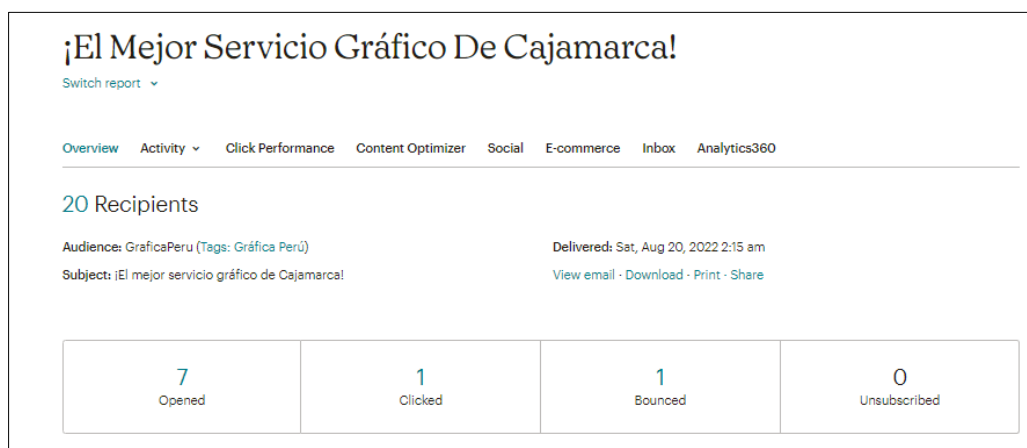 ¡El Mejor Servicio Gráfico De Cajamarca!
Switch report
Overview Activity Click Performance Content Optimizer Social E-commerce Inbox Analytics360
20 Recipients
Audience: GraficaPeru (Tags: Gráfica Perú) Delivered: Sat, Aug 20, 2022 2:15 am
Subject: ¡El mejor servicio gráfico de Cajamarca! View email · Download · Print · Share
7 1 1 0
Opened Clicked Bounced Unsubscribed